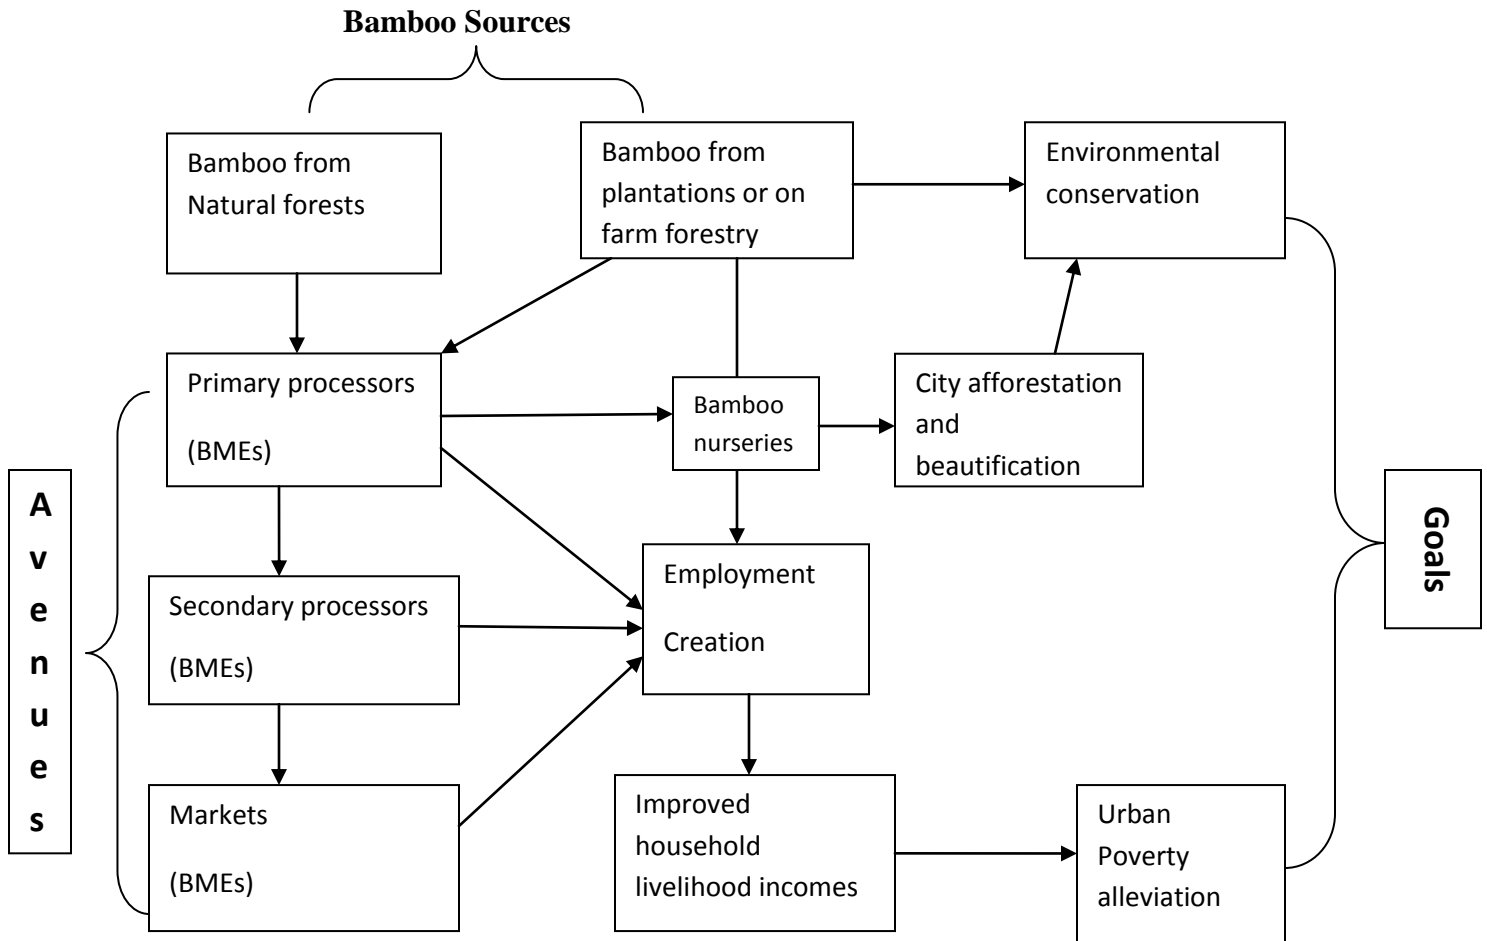 Bamboo Sources
Bamboo from
Natural forests
Bamboo from
plantations or on
farm forestry
Environmental
conservation
Primary processors
(BMEs)
Bamboo
nurseries
City afforestation
and
beautification
Avenues
Goals
Employment
Creation
Secondary processors
(BMEs)
Markets
(BMEs)
Improved
household
livelihood incomes
Urban
Poverty
alleviation